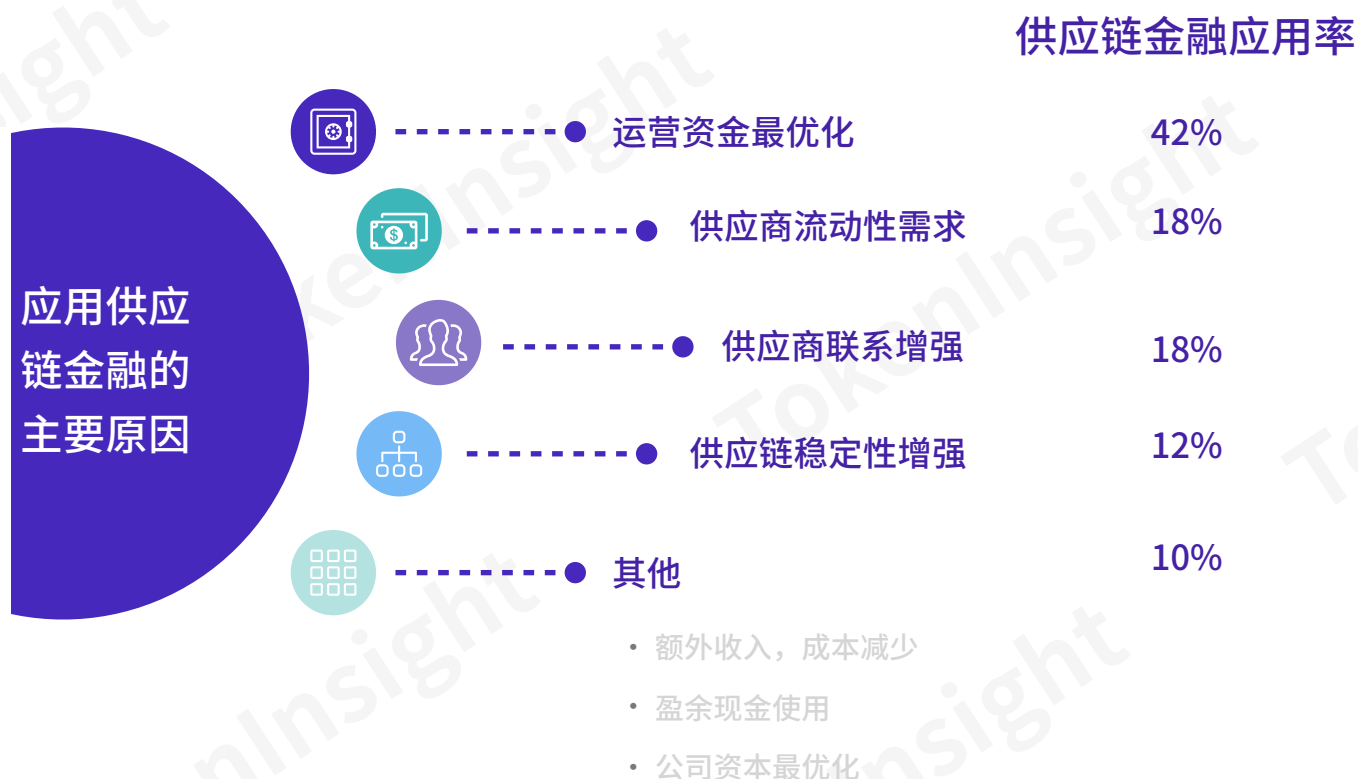 供应链金融应用率
运营资金最优化 42%
供应商流动性需求 18%
应用供应
链金融的
主要原因
供应商联系增强 18%
供应链稳定性增强 12%
其他 10%
• 额外收入，成本减少
• 盈余现金使用
• 公司资本最优化
TokenInsight